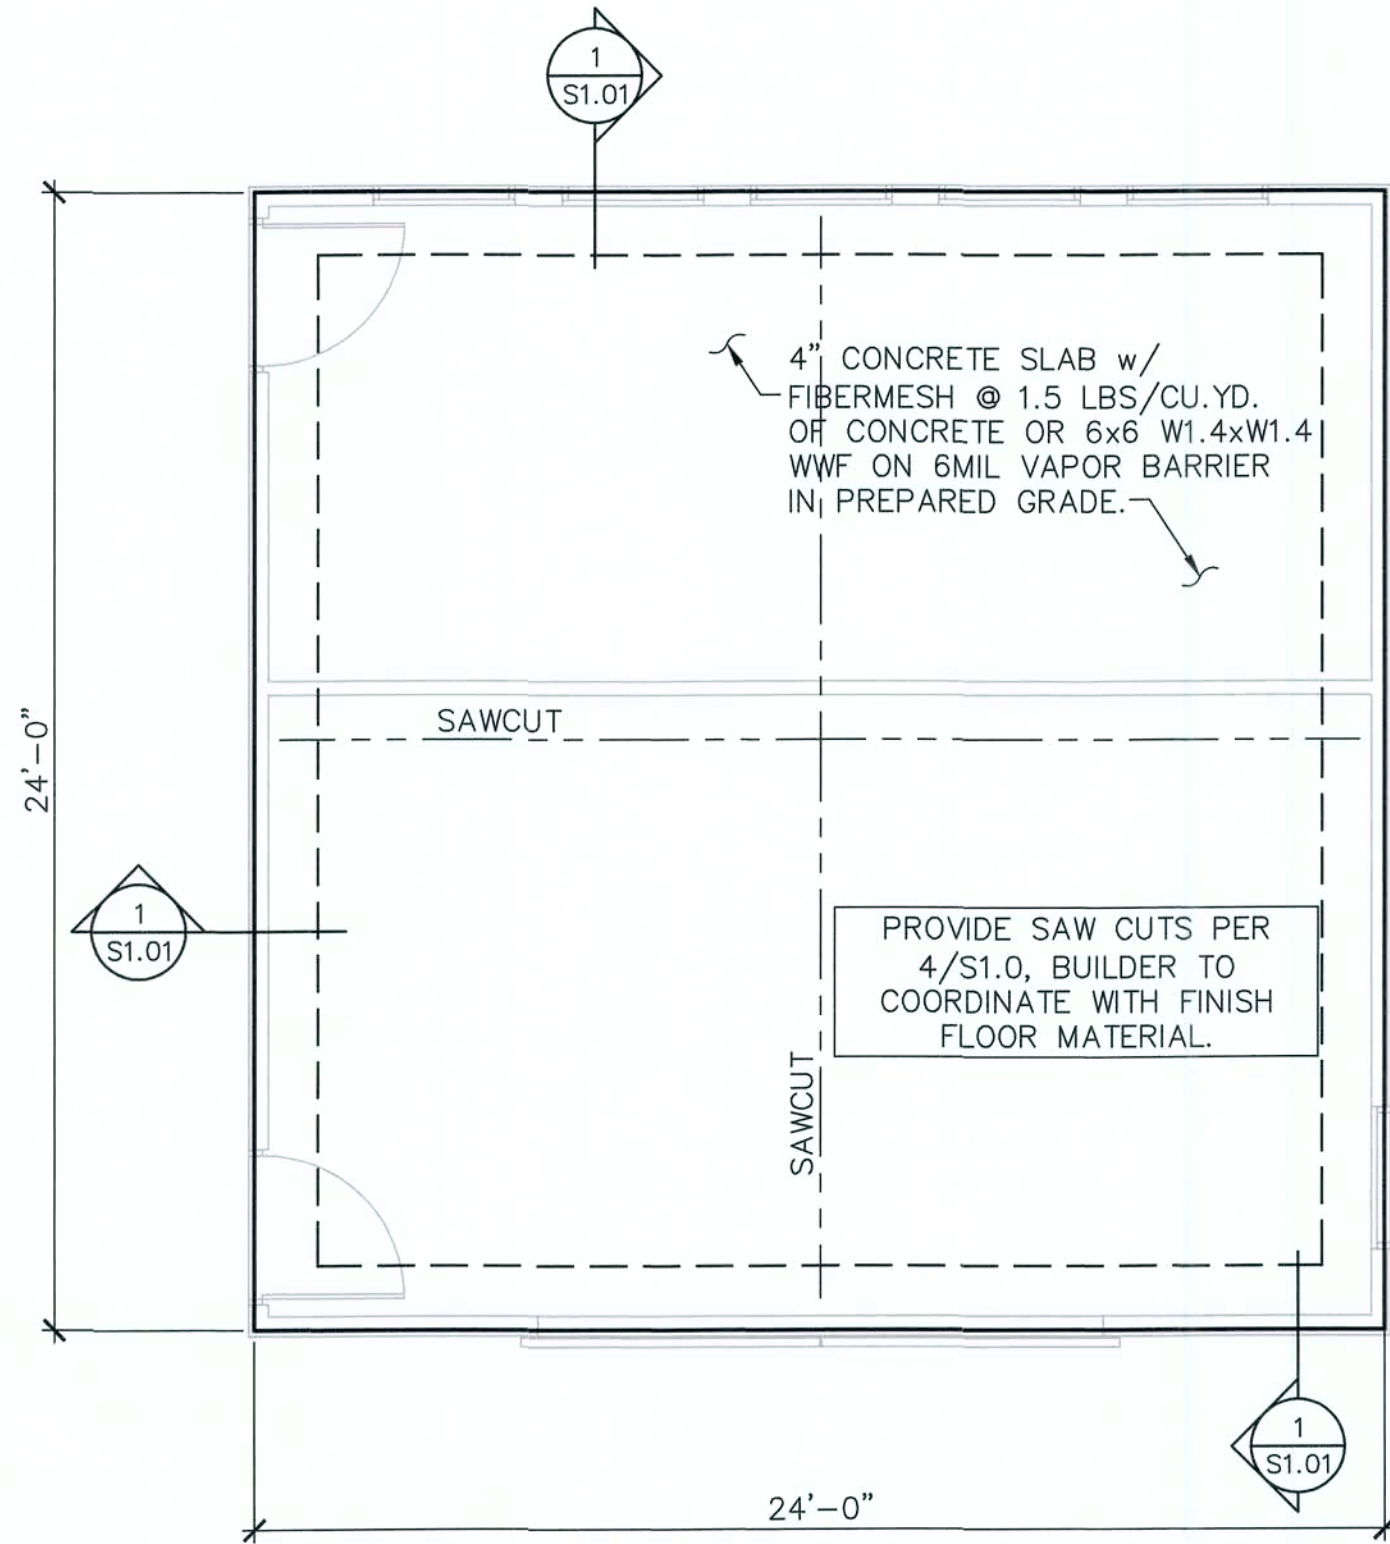 1
S1.01
4" CONCRETE SLAB w/
FIBERMESH @ 1.5 LBS/CU.YD.
OF CONCRETE OR 6x6 W1.4xW1.4
WWF ON 6MIL VAPOR BARRIER
IN PREPARED GRADE.
SAWCUT
24'-0"
1
S1.01
PROVIDE SAW CUTS PER
4/S1.0, BUILDER TO
COORDINATE WITH FINISH
FLOOR MATERIAL.
SAWCUT
1
S1.01
24'-0"